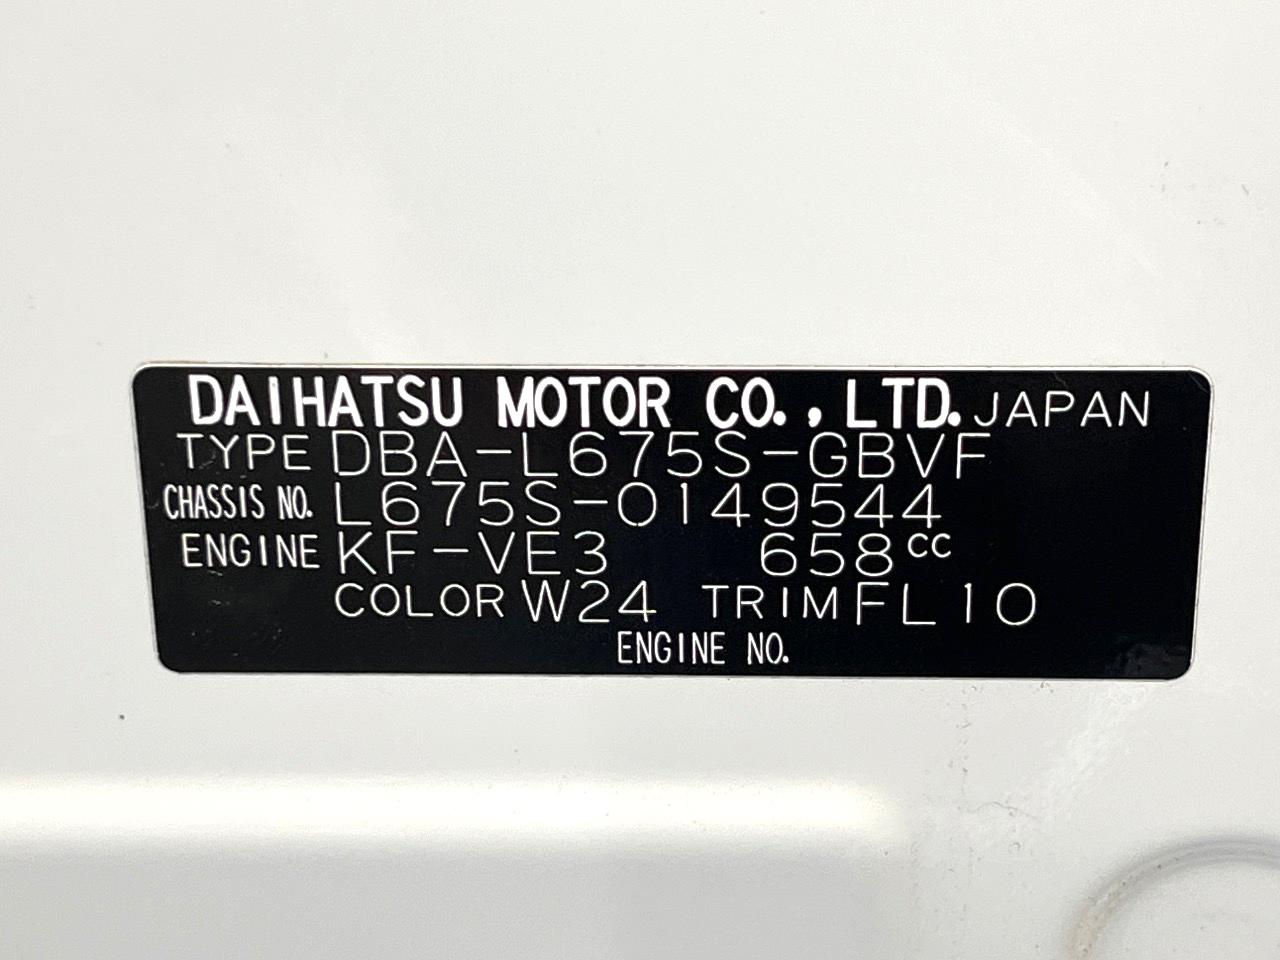 DAIHATSU MOTOR CO., LTD. JAPAN
TYPE DBA-L675S-GBVF
CHASSIS NO. L675S-0149544
ENGINE KF-VE3 658cc
COLOR W24 TRIM FL10
ENGINE NO.